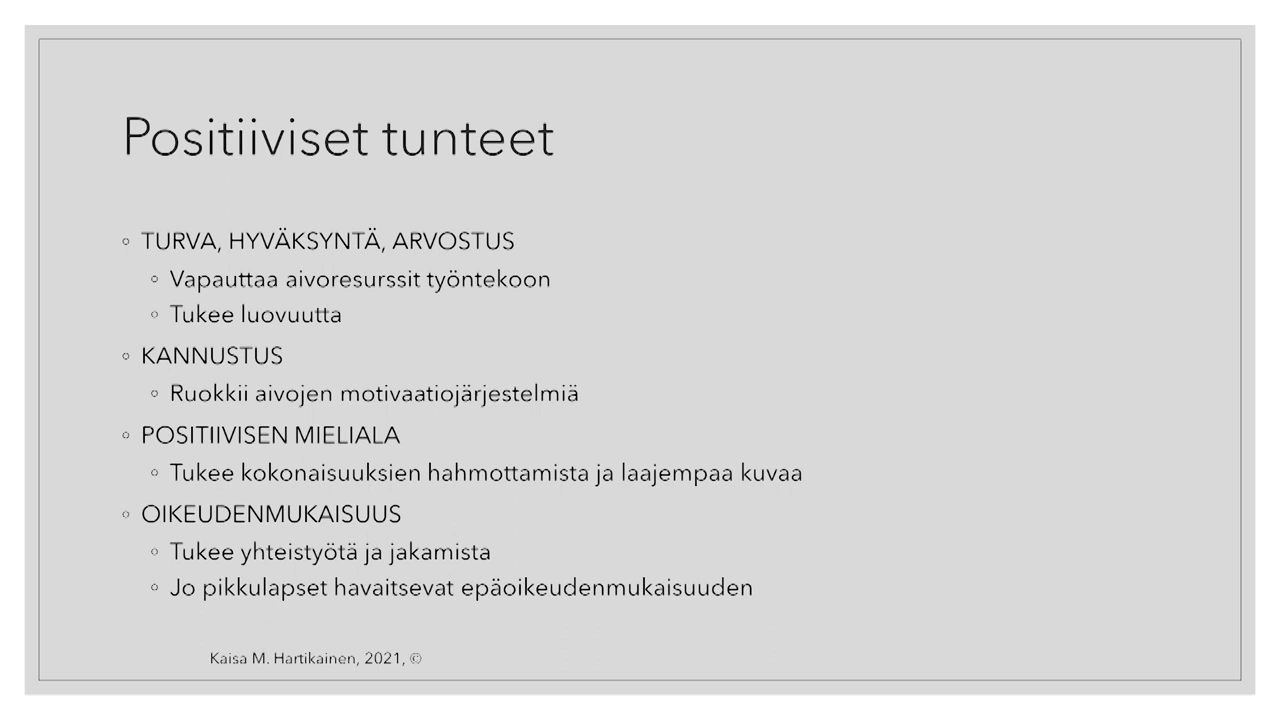 Positiiviset tunteet
◦ TURVA, HYVÄKSYNTÄ, ARVOSTUS
◦ Vapauttaa aivoresurssit työntekoon
◦ Tukee luovuutta
◦ KANNUSTUS
◦ Ruokkii aivojen motivaatiojärjestelmiä
◦ POSITIIVISEN MIELIALA
◦ Tukee kokonaisuuksien hahmottamista ja laajempaa kuvaa
◦ OIKEUDENMUKAISUUS
◦ Tukee yhteistyötä ja jakamista
◦ Jo pikkulapset havaitsevat epäoikeudenmukaisuuden
Kaisa M. Hartikainen, 2021, ©